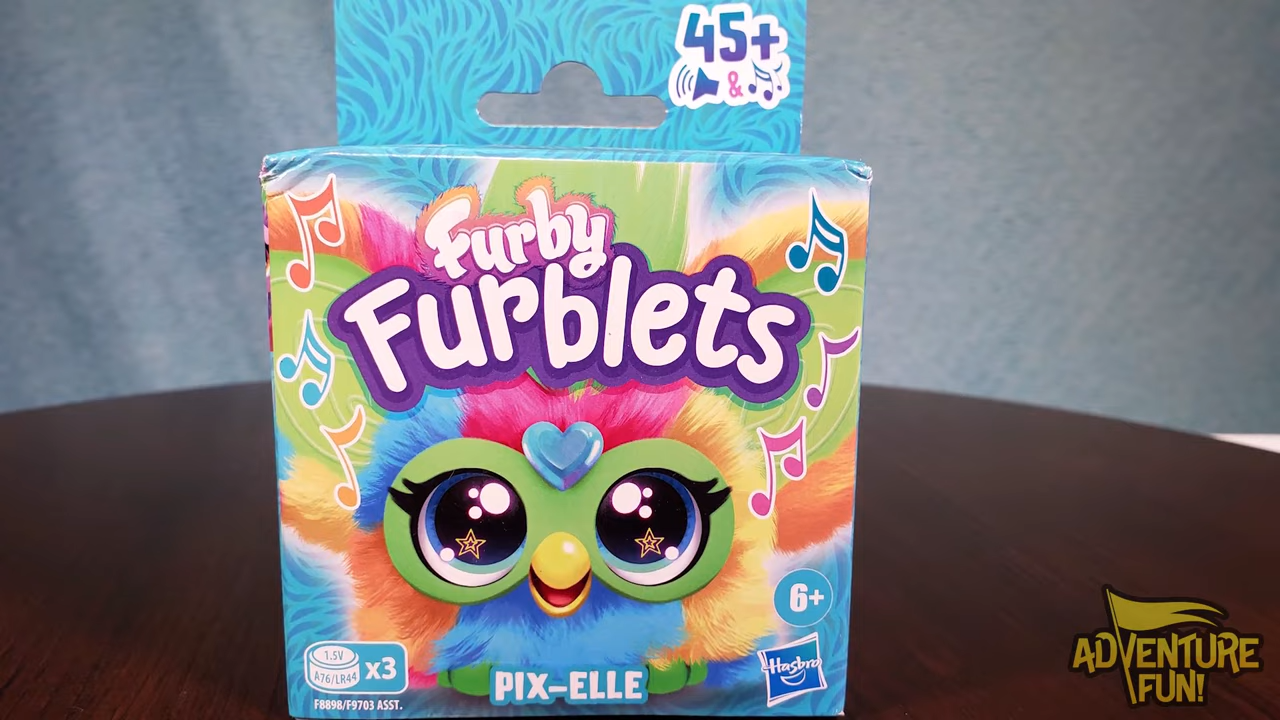 45+
&
Furby
Furblets
6+
1.5V
A76/LR44
x3
PIX-ELLE
Hasbro
F8898/F9703 ASST.
ADVENTURE
FUN!